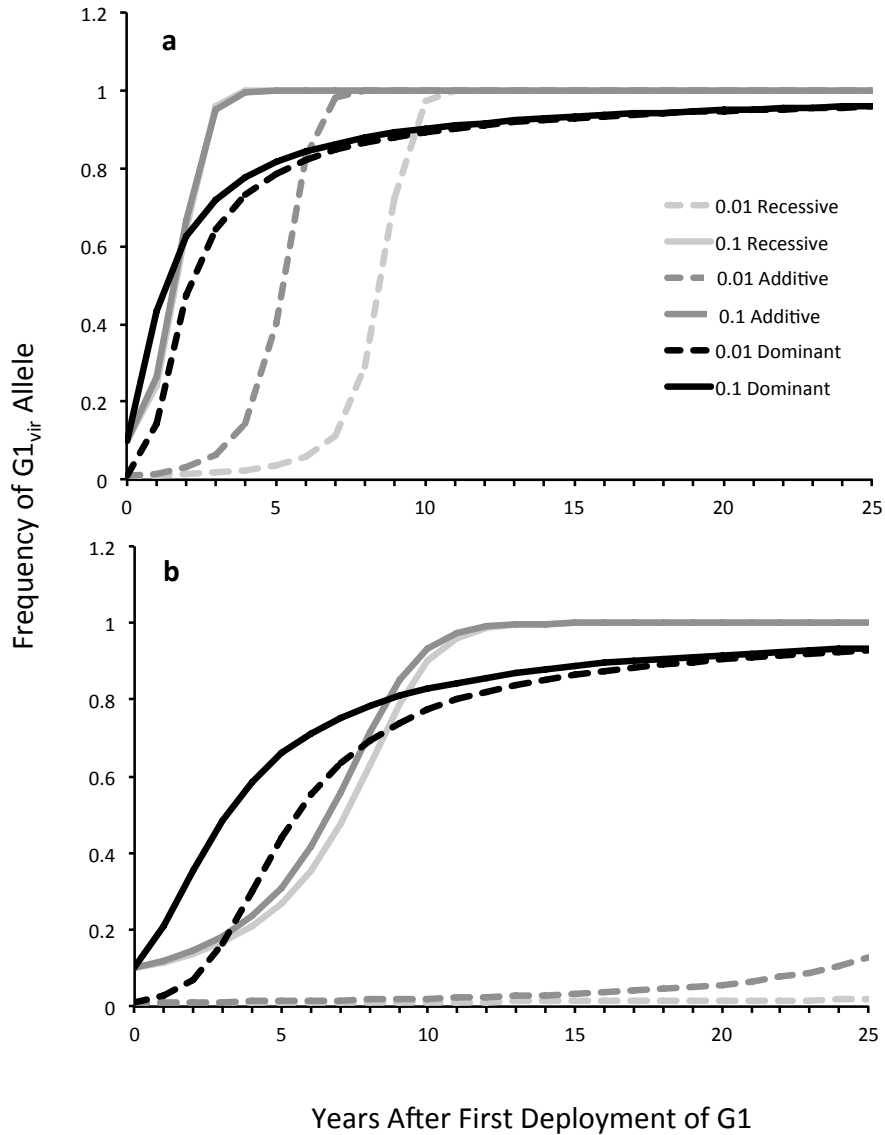 Frequency of G1vir Allele
a
1.2
1
0.8
0.6
0.4
0.2
0
0 5 10 15 20 25
0.01 Recessive
0.1 Recessive
0.01 Additive
0.1 Additive
0.01 Dominant
0.1 Dominant
b
1.2
1
0.8
0.6
0.4
0.2
0
0 5 10 15 20 25
Years After First Deployment of G1